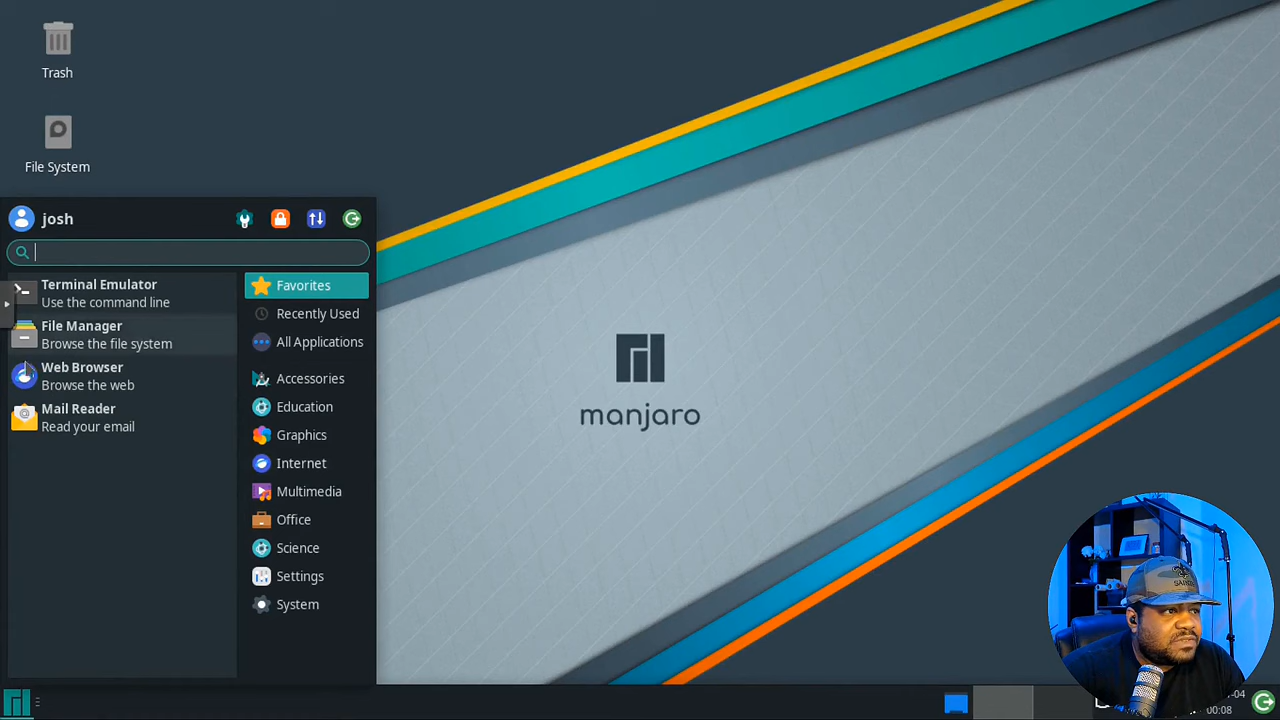 Trash
File System
josh
Terminal Emulator
Use the command line
File Manager
Browse the file system
Web Browser
Browse the web
Mail Reader
Read your email
Favorites
Recently Used
All Applications
Accessories
Education
Graphics
Internet
Multimedia
Office
Science
Settings
System
manjaro
-04
00:08